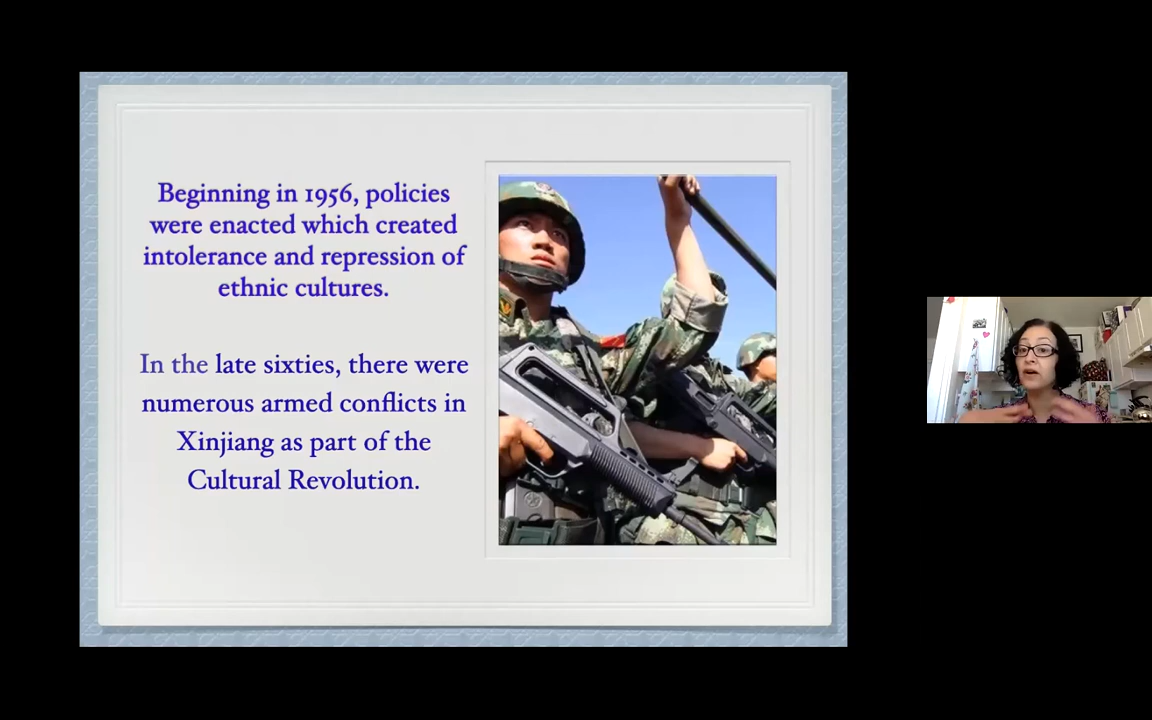 Beginning in 1956, policies
were enacted which created
intolerance and repression of
ethnic cultures.
In the late sixties, there were
numerous armed conflicts in
Xinjiang as part of the
Cultural Revolution.